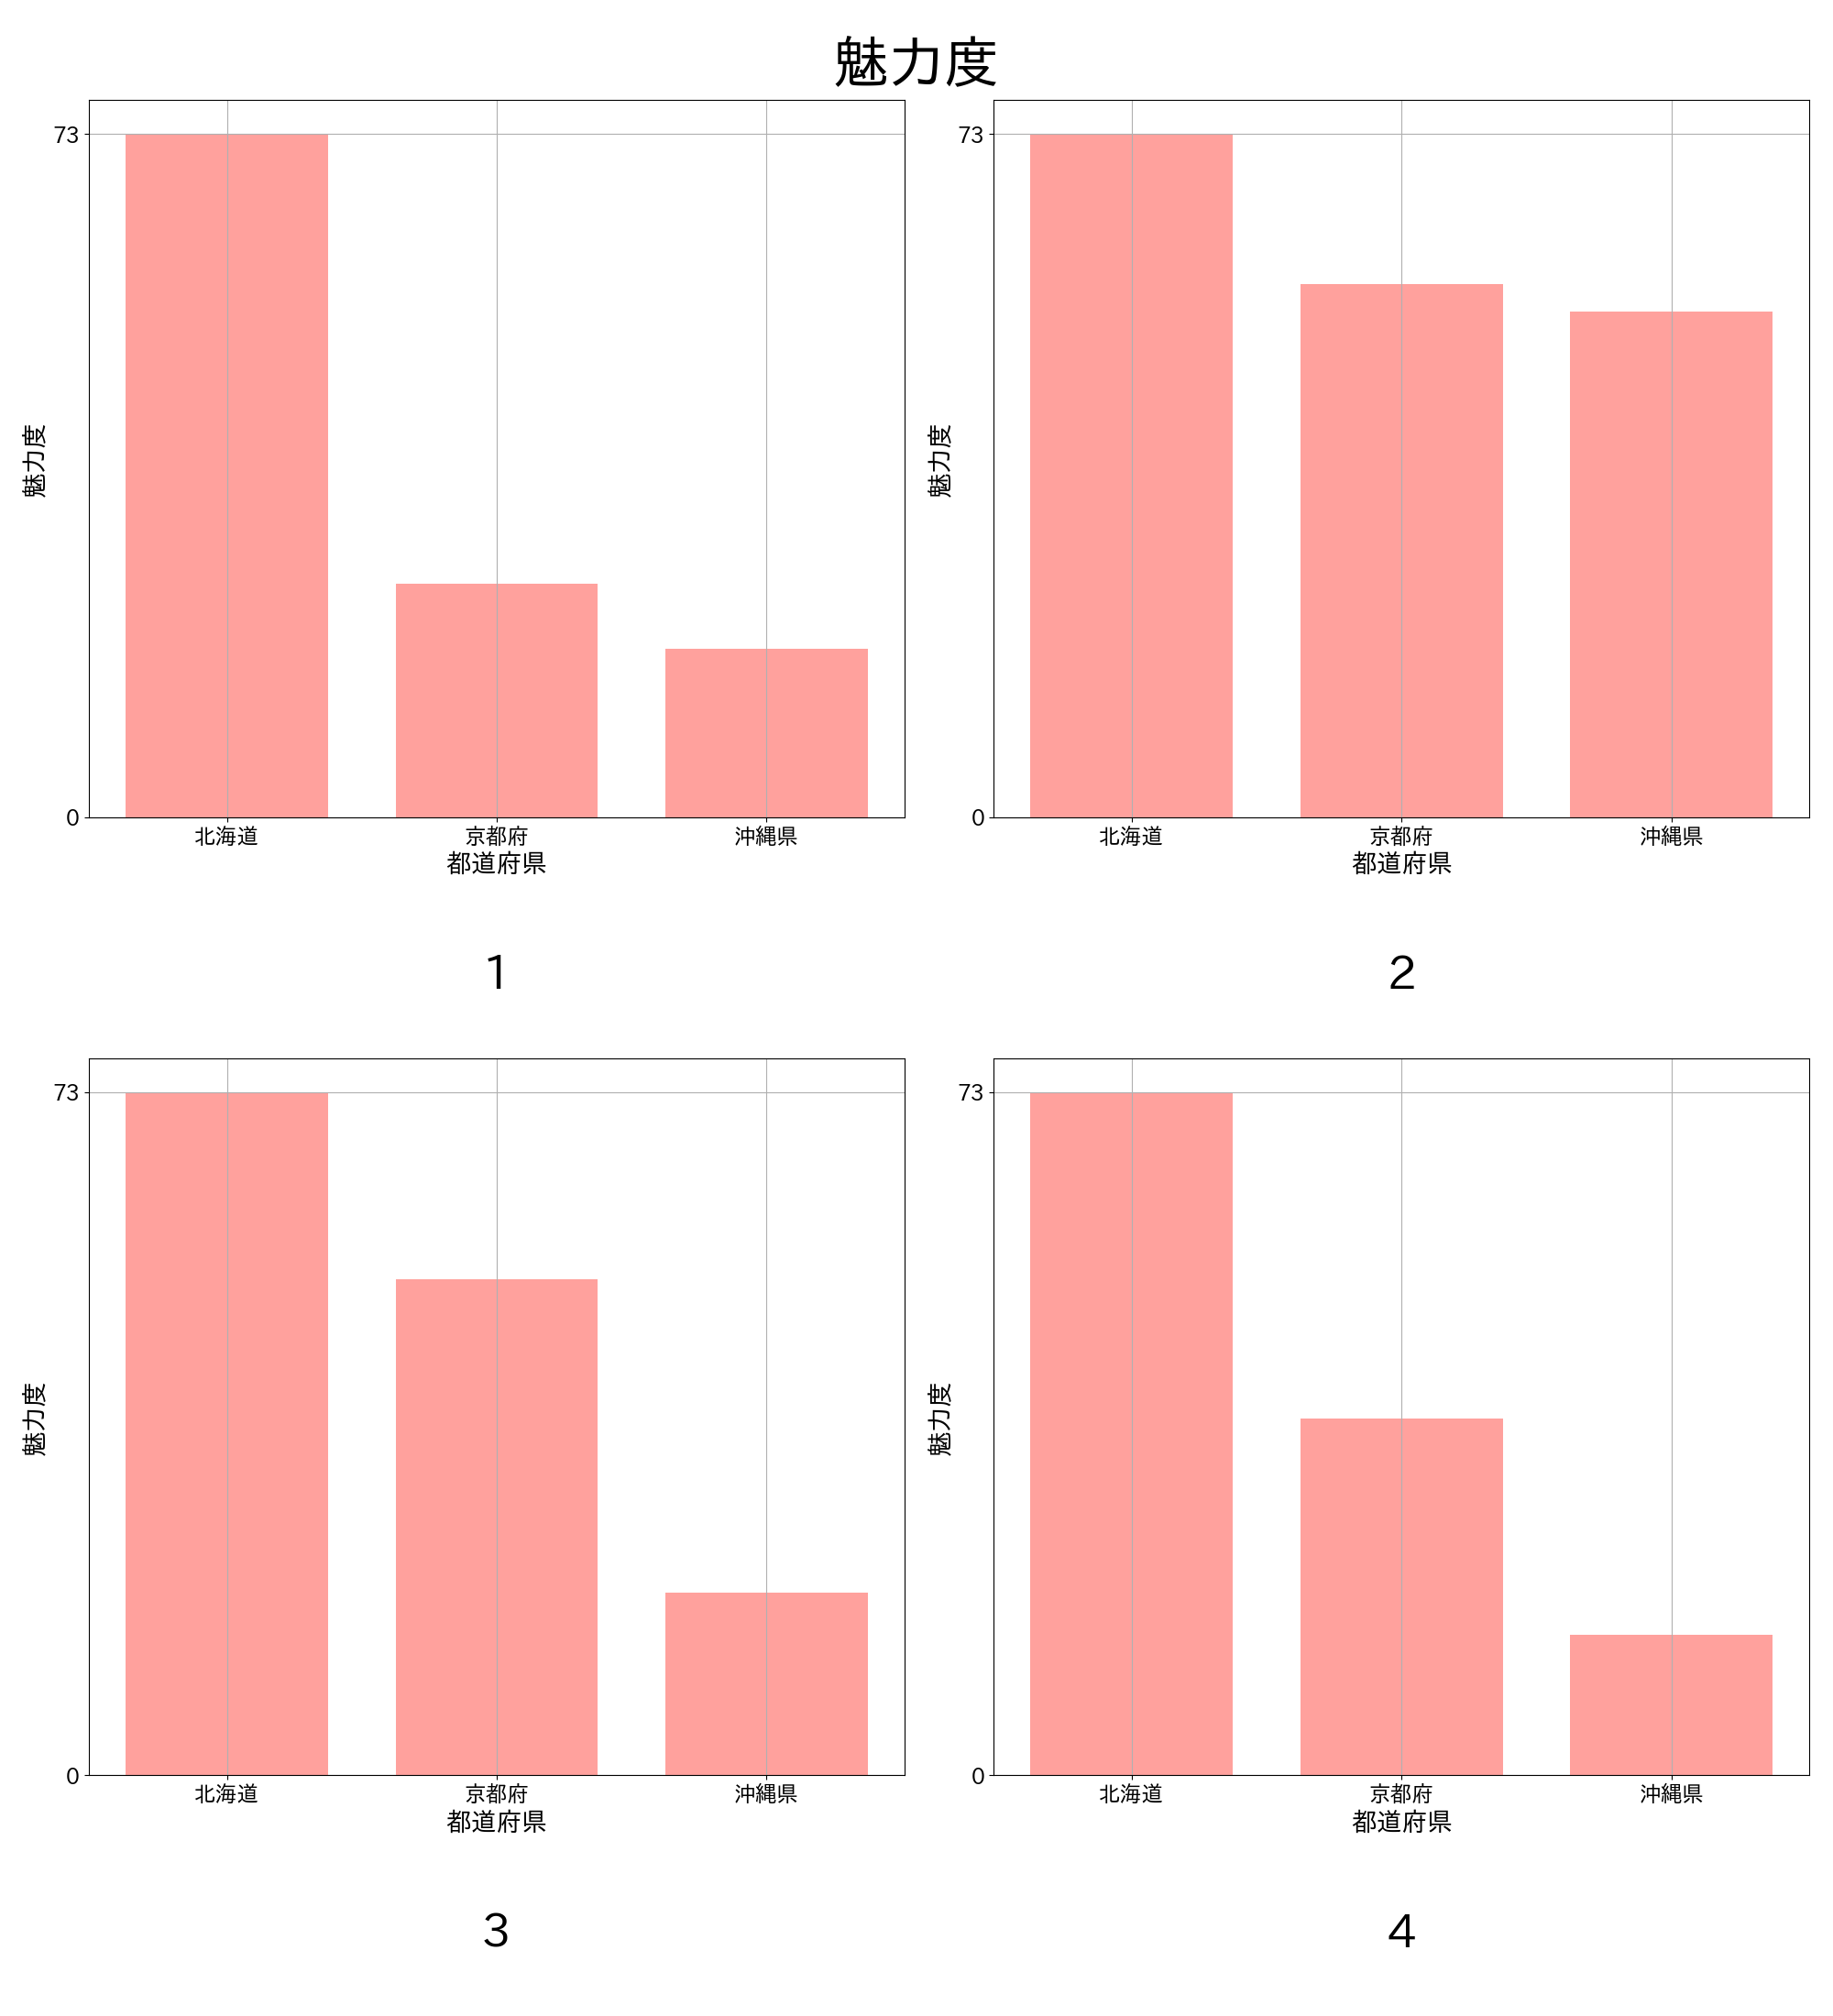 魅力度
73
0
魅力度
北海道 京都府 沖縄県
都道府県
1
73
0
魅力度
北海道 京都府 沖縄県
都道府県
2
73
0
魅力度
北海道 京都府 沖縄県
都道府県
3
73
0
魅力度
北海道 京都府 沖縄県
都道府県
4